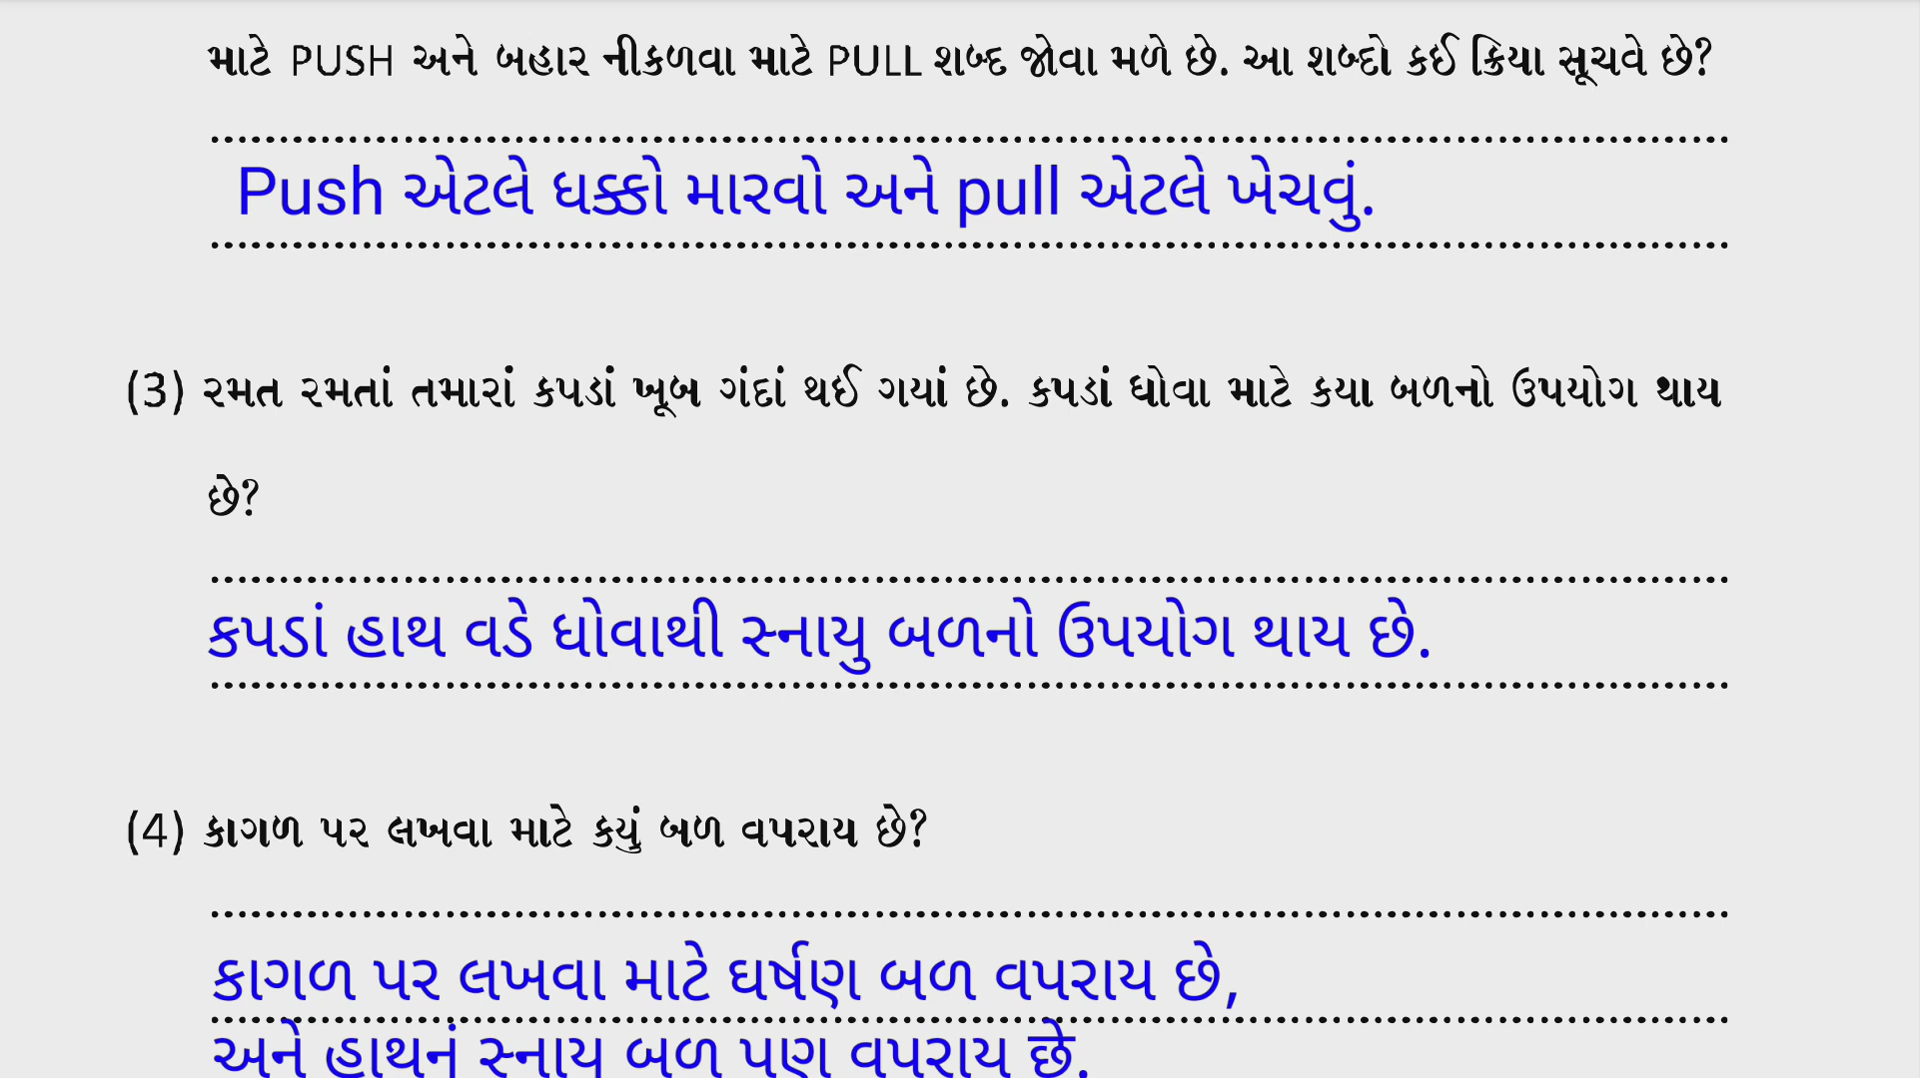 માટે PUSH અને બહાર નીકળવા માટે PULL શબ્દ જોવા મળે છે. આ શબ્દો કઈ ક્રિયા સૂચવે છે?
Push એટલે ધક્કો મારવો અને pull એટલે ખેચવું.
(3) રમત રમતાં તમારાં કપડાં ખૂબ ગંદાં થઈ ગયાં છે. કપડાં ધોવા માટે કયા બળનો ઉપયોગ થાય
છે?
કપડાં હાથ વડે ધોવાથી સ્નાયુ બળનો ઉપયોગ થાય છે.
(4) કાગળ પર લખવા માટે કયું બળ વપરાય છે?
કાગળ પર લખવા માટે ઘર્ષણ બળ વપરાય છે,
અને હાથનું સ્નાયુ બળ પણ વપરાય છે.